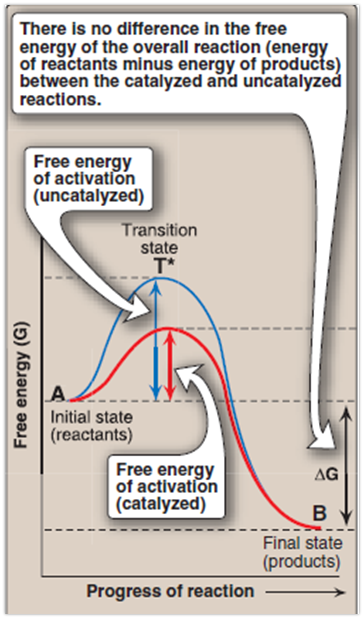 There is no difference in the free
energy of the overall reaction (energy
of reactants minus energy of products)
between the catalyzed and uncatalyzed
reactions.
Free energy
of activation
(uncatalyzed)
Transition
state
T*
Free energy (G)
A
Initial state
(reactants)
Free energy
of activation
(catalyzed)
ΔG
B
Final state
(products)
Progress of reaction